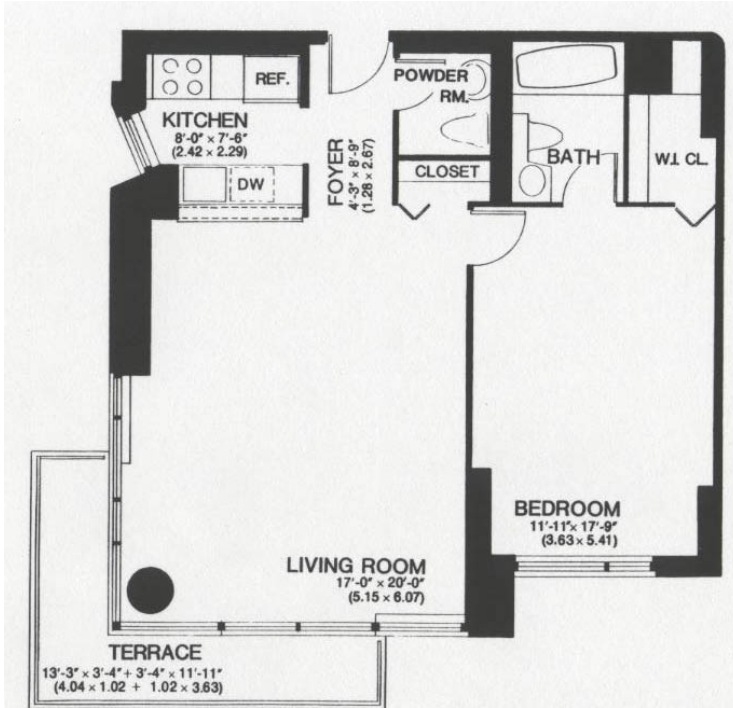 REF.
POWDER
RM.
KITCHEN
8'-0" x 7'-6"
(2.42 × 2.29)
DW
FOYER
4'-3" x 8'-9"
(1.28 × 2.67)
CLOSET
BATH
W.I. CL.
BEDROOM
11'-11" x 17'-9"
(3.63 × 5.41)
LIVING ROOM
17'-0" x 20'-0"
(5.15 × 6.07)
TERRACE
13'-3" x 3'-4" + 3'-4" x 11'-11"
(4.04 × 1.02 + 1.02 × 3.63)